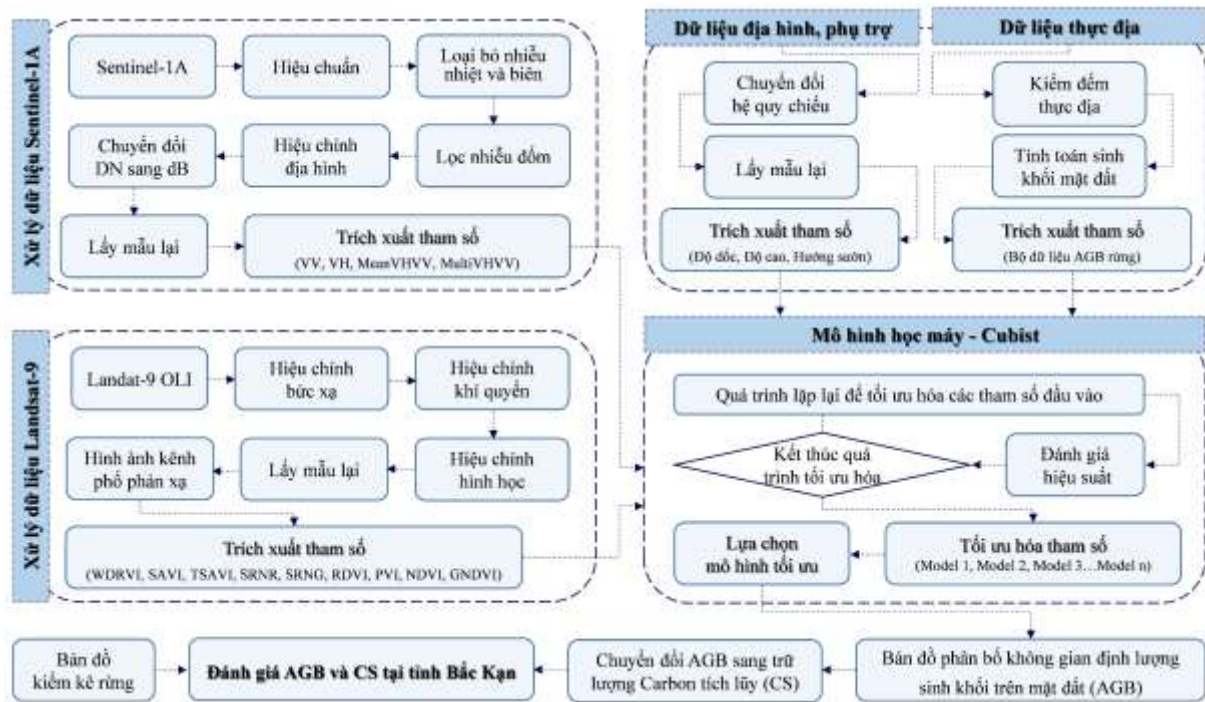 Xử lý dữ liệu Sentinel-1A
Sentinel-1A
Hiệu chuẩn
Loại bỏ nhiễu
nhiệt và biên
Chuyển đổi
DN sang dB
Hiệu chỉnh
địa hình
Lọc nhiễu đốm
Lấy mẫu lại
Trích xuất tham số
(VV, VH, MeanVHVV, MultiVHVV)
Dữ liệu địa hình, phụ trợ
Chuyển đổi
hệ quy chiếu
Lấy mẫu lại
Trích xuất tham số
(Độ dốc, Độ cao, Hướng sườn)
Dữ liệu thực địa
Kiểm đếm
thực địa
Tính toán sinh
khối mặt đất
Trích xuất tham số
(Bộ dữ liệu AGB rừng)
Xử lý dữ liệu Landsat-9
Landat-9 OLI
Hiệu chỉnh
bức xạ
Hiệu chỉnh
khí quyển
Hình ảnh kênh
phổ phản xạ
Lấy mẫu lại
Hiệu chỉnh
hình học
Trích xuất tham số
(WDRVI, SAVI, TSAVI, SRNR, SRNG, RDVI, PVI, NDVI, GNDVI)
Mô hình học máy - Cubist
Quá trình lặp lại để tối ưu hóa các tham số đầu vào
Kết thúc quá
trình tối ưu hóa
Đánh giá
hiệu suất
Lựa chọn
mô hình tối ưu
Tối ưu hóa tham số
(Model 1, Model 2, Model 3…Model n)
Bản đồ
kiểm kê rừng
Đánh giá AGB và CS tại tỉnh Bắc Kạn
Chuyển đổi AGB sang trữ
lượng Carbon tích lũy (CS)
Bản đồ phân bố không gian định lượng
sinh khối trên mặt đất (AGB)